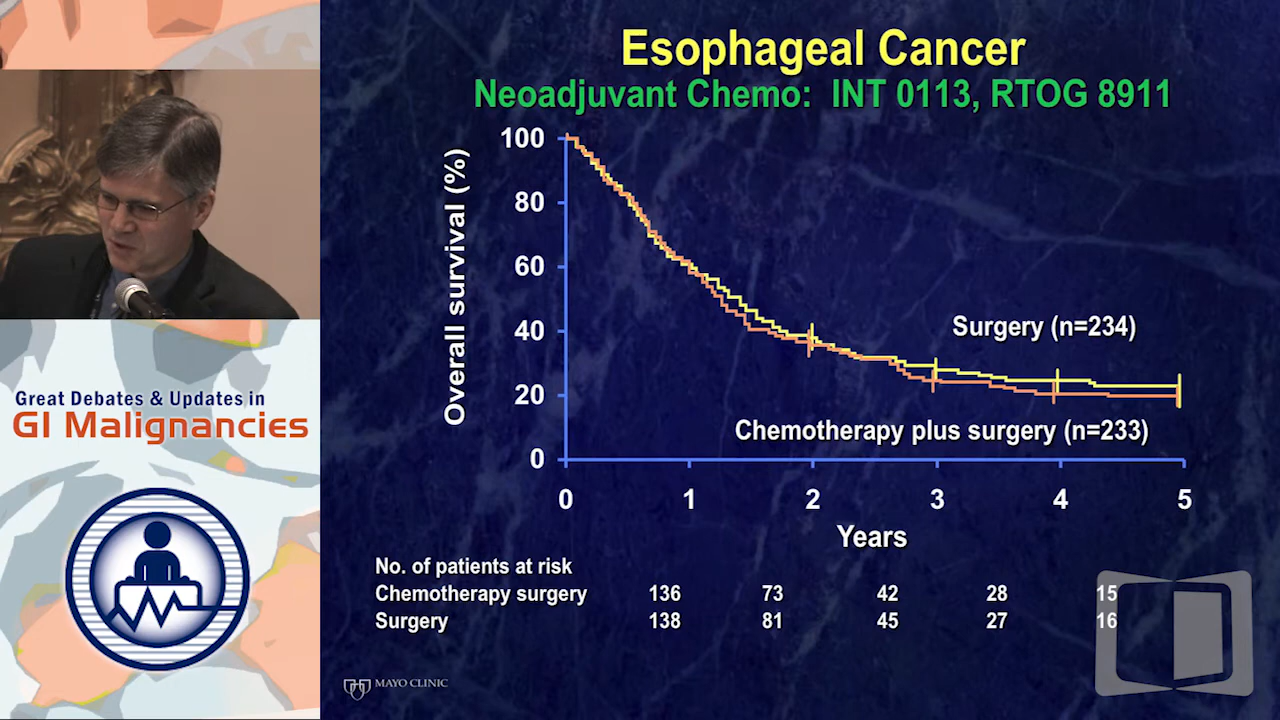 Esophageal Cancer
Neoadjuvant Chemo: INT 0113, RTOG 8911
Overall survival (%)
100
80
60
40
20
0
Surgery (n=234)
Chemotherapy plus surgery (n=233)
0 1 2 3 4 5
Years
No. of patients at risk
Chemotherapy surgery 136 73 42 28 15
Surgery 138 81 45 27 16
MAYO CLINIC
Great Debates & Updates in
GI Malignancies